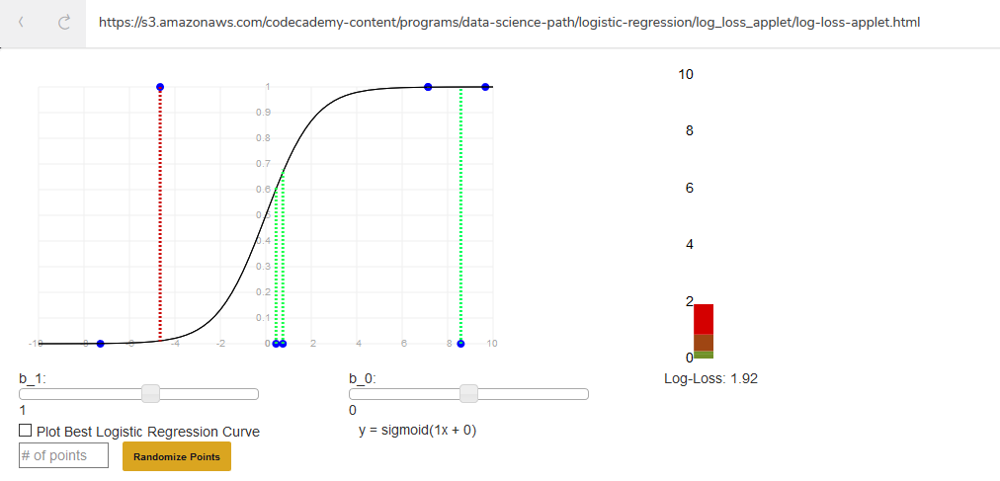 https://s3.amazonaws.com/codecademy-content/programs/data-science-path/logistic-regression/log_loss_applet/log-loss-applet.html
10
8
6
4
2
0
1
0.9
0.8
0.7
0.6
0.5
0.4
0.3
0.2
0.1
-10 -8 -6 -4 -2 0 2 4 6 8 10
b_1:
1
b_0:
0
Log-Loss: 1.92
Plot Best Logistic Regression Curve
y = sigmoid(1x + 0)
# of points
Randomize Points